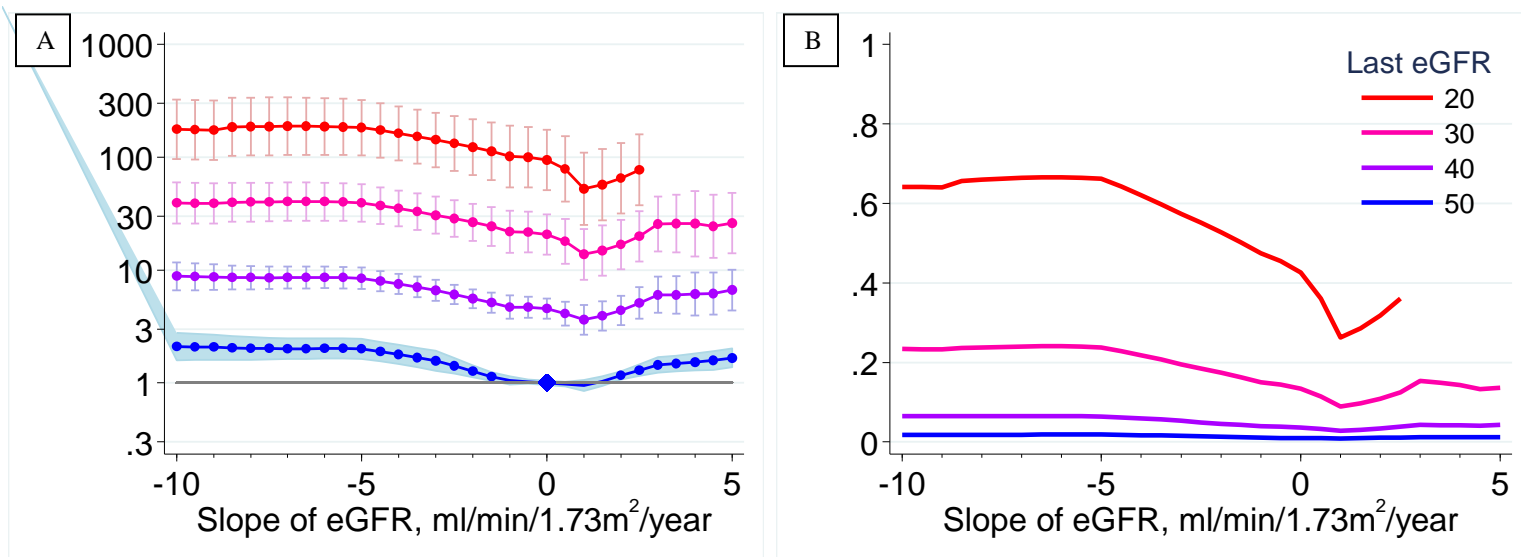 A
1000
300
100
30
10
3
1
.3
-10 -5 0 5
Slope of eGFR, ml/min/1.73m²/year
B
1
.8
.6
.4
.2
0
-10 -5 0 5
Slope of eGFR, ml/min/1.73m²/year
Last eGFR
20
30
40
50